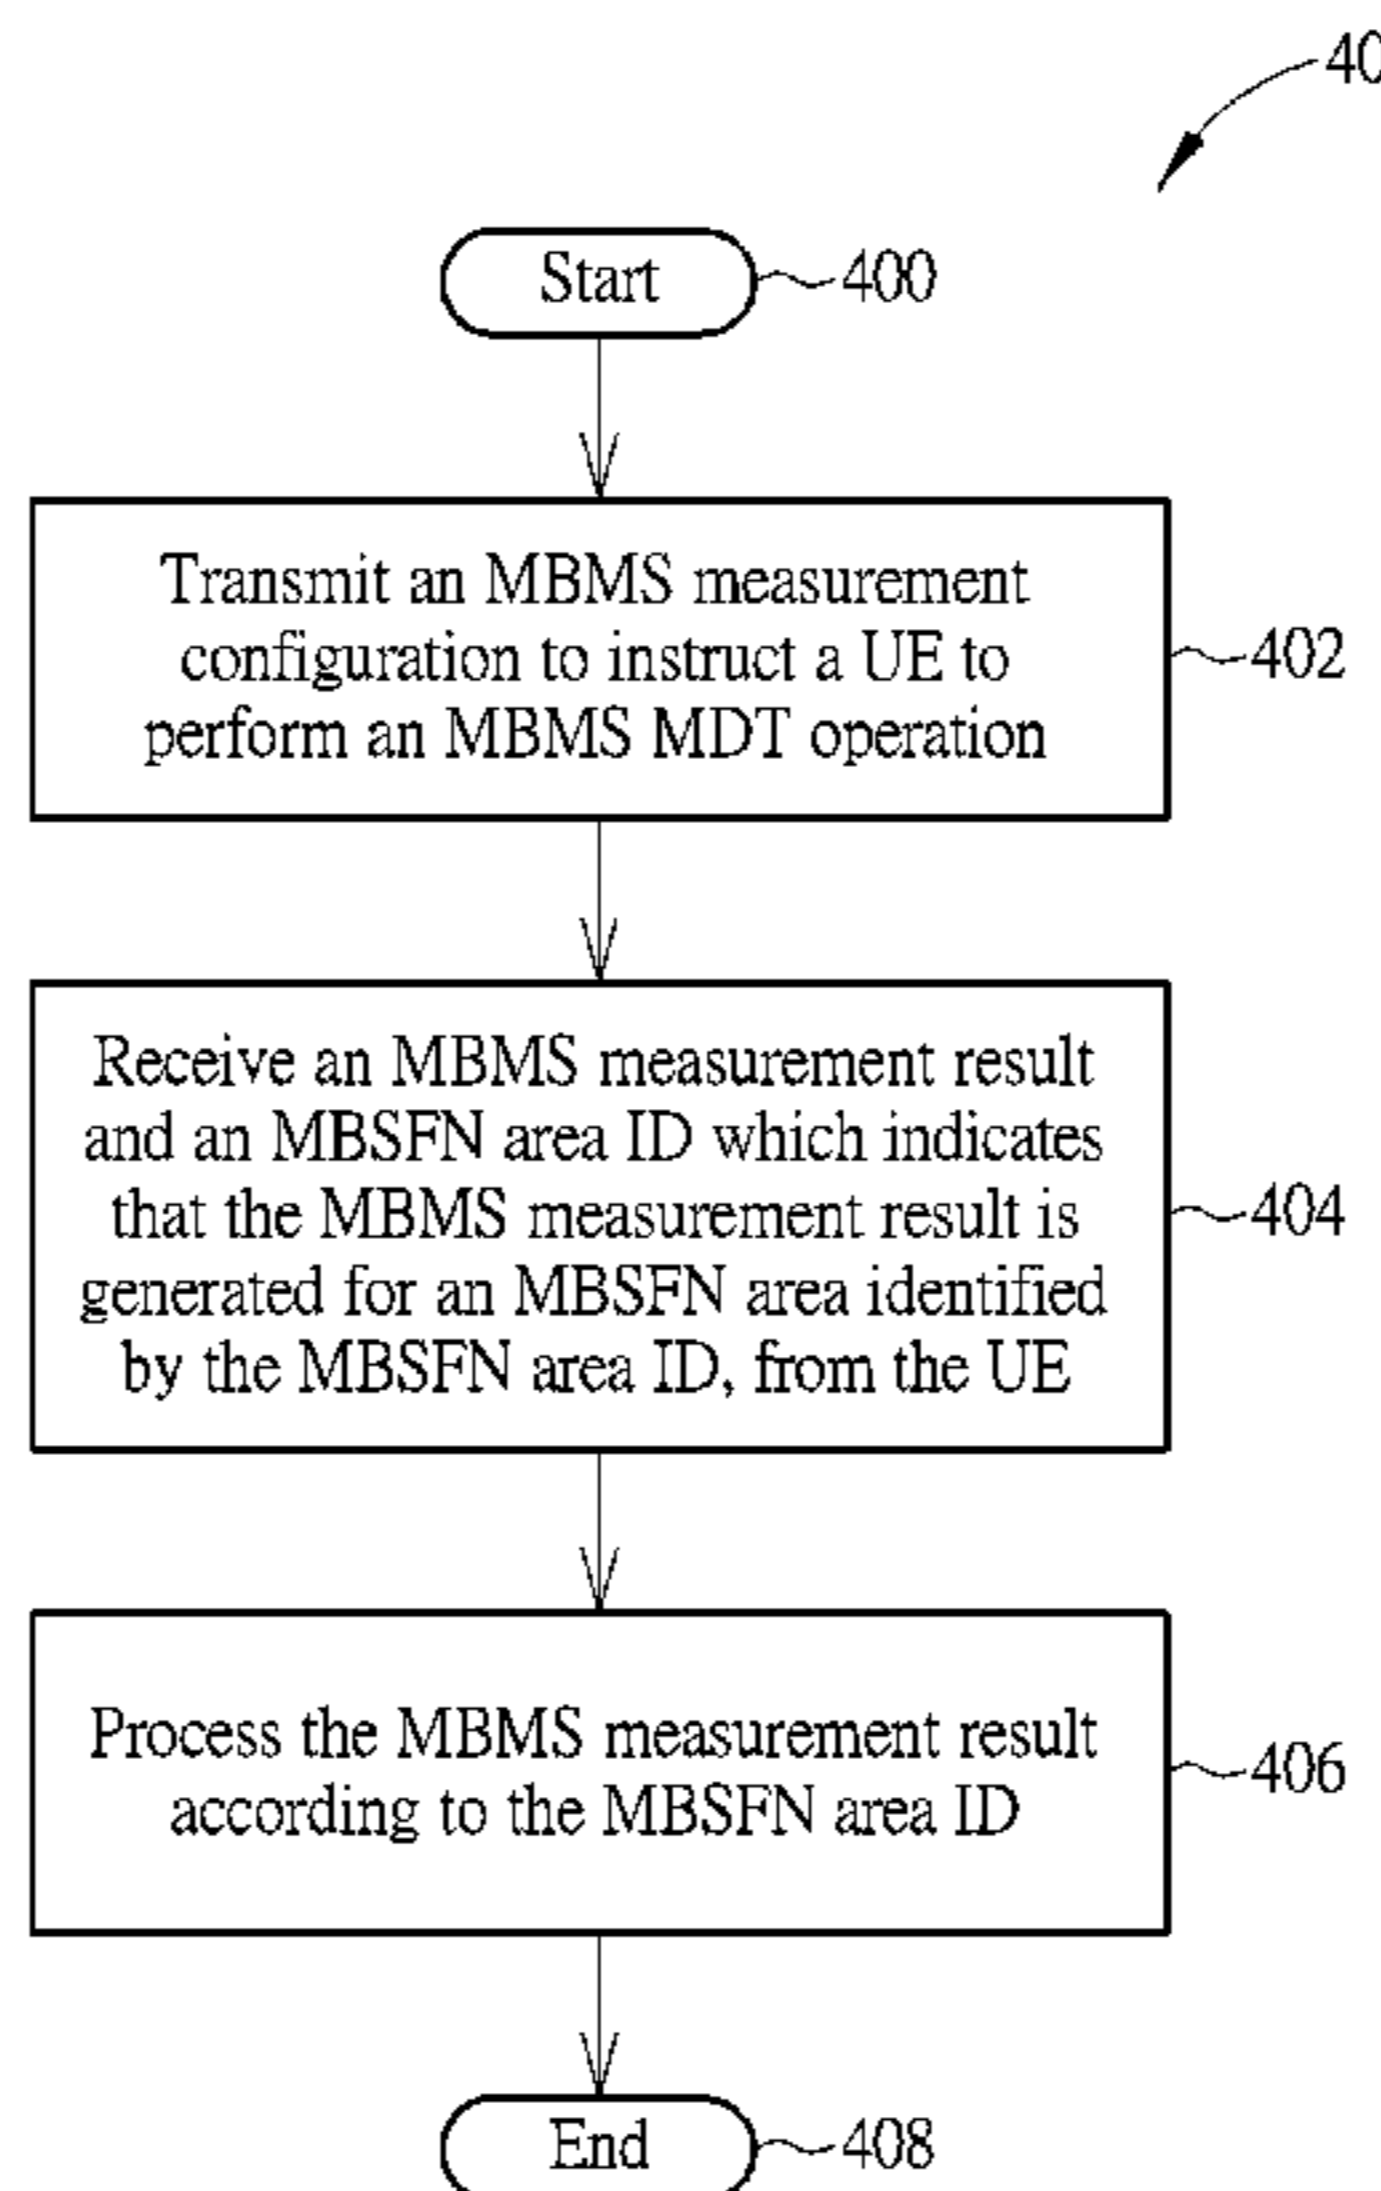 40
Start
400
Transmit an MBMS measurement
configuration to instruct a UE to
perform an MBMS MDT operation
402
Receive an MBMS measurement result
and an MBSFN area ID which indicates
that the MBMS measurement result is
generated for an MBSFN area identified
by the MBSFN area ID, from the UE
404
Process the MBMS measurement result
according to the MBSFN area ID
406
End
408